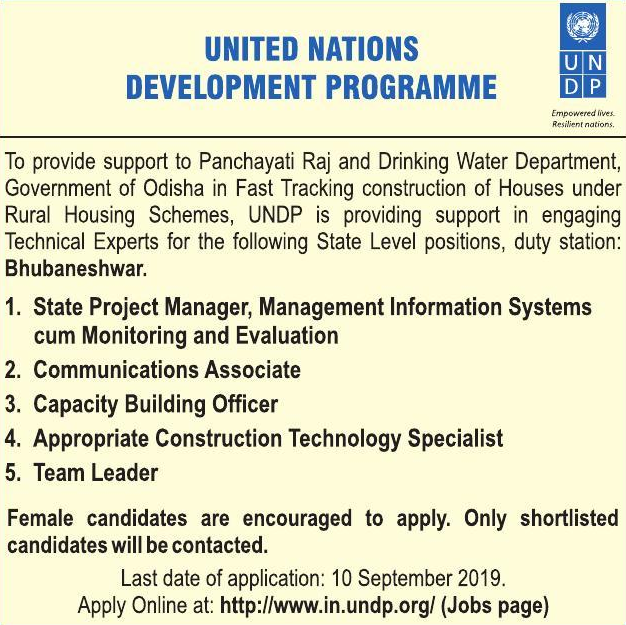 UNITED NATIONS
DEVELOPMENT PROGRAMME
U N
D P
Empowered lives.
Resilient nations.
To provide support to Panchayati Raj and Drinking Water Department,
Government of Odisha in Fast Tracking construction of Houses under
Rural Housing Schemes, UNDP is providing support in engaging
Technical Experts for the following State Level positions, duty station:
Bhubaneshwar.
1. State Project Manager, Management Information Systems
cum Monitoring and Evaluation
2. Communications Associate
3. Capacity Building Officer
4. Appropriate Construction Technology Specialist
5. Team Leader
Female candidates are encouraged to apply. Only shortlisted
candidates will be contacted.
Last date of application: 10 September 2019.
Apply Online at: http://www.in.undp.org/ (Jobs page)